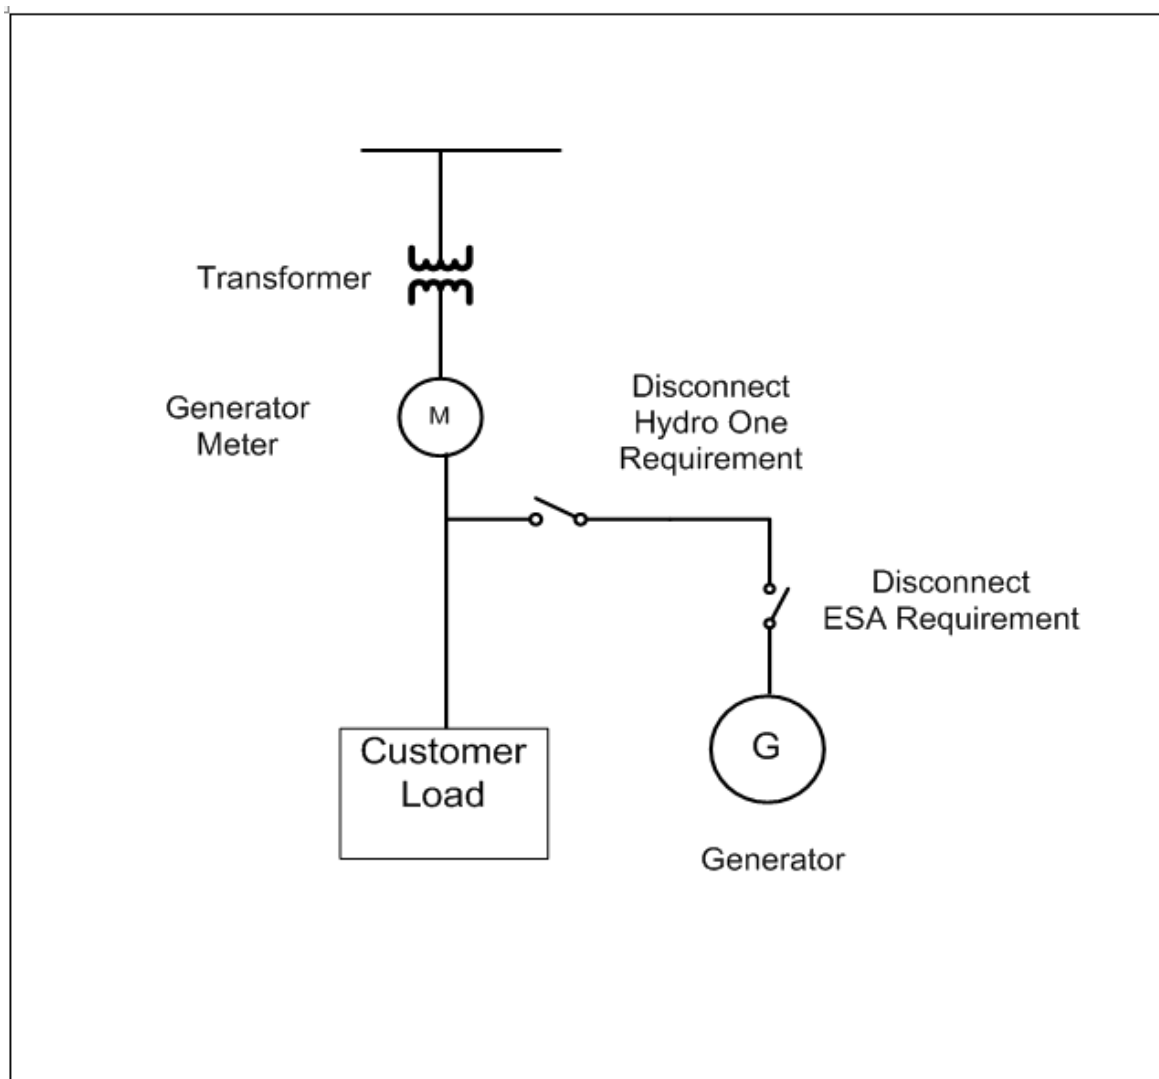 Transformer
Generator
Meter
M
Disconnect
Hydro One
Requirement
Disconnect
ESA Requirement
Customer
Load
G
Generator